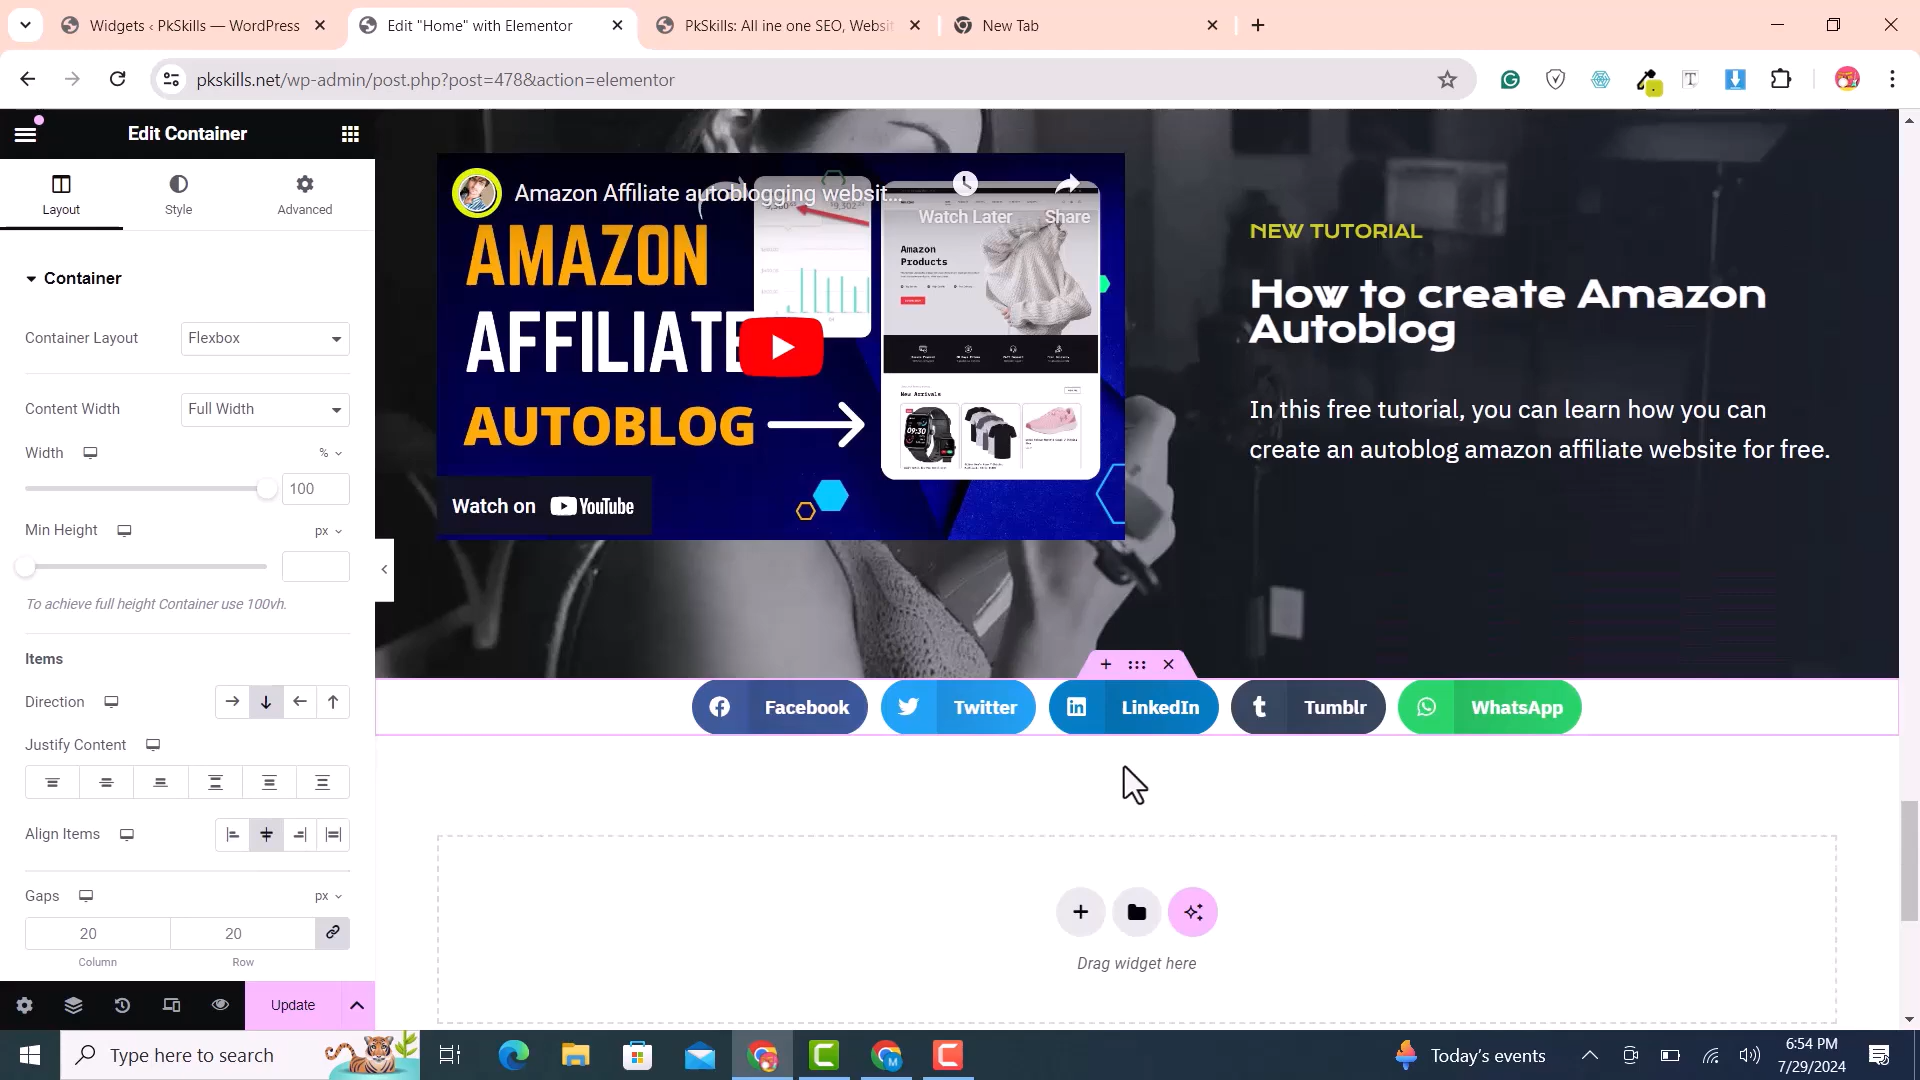 Widgets ‹ PkSkills — WordPress
Edit "Home" with Elementor
PkSkills: All ine one SEO, Websit
New Tab
pkskills.net/wp-admin/post.php?post=478&action=elementor
Edit Container
Layout
Style
Advanced
Container
Container Layout
Flexbox
Content Width
Full Width
Width
%
100
Min Height
px
To achieve full height Container use 100vh.
Items
Direction
Justify Content
Align Items
Gaps
px
20
20
Column
Row
Update
Amazon Affiliate autoblogging websit...
Watch Later
Share
AMAZON
AFFILIATE
AUTOBLOG
Amazon
Products
New Arrivals
09:30
Watch on YouTube
NEW TUTORIAL
How to create Amazon
Autoblog
In this free tutorial, you can learn how you can
create an autoblog amazon affiliate website for free.
Facebook
Twitter
LinkedIn
Tumblr
WhatsApp
Drag widget here
Type here to search
Today's events
6:54 PM
7/29/2024